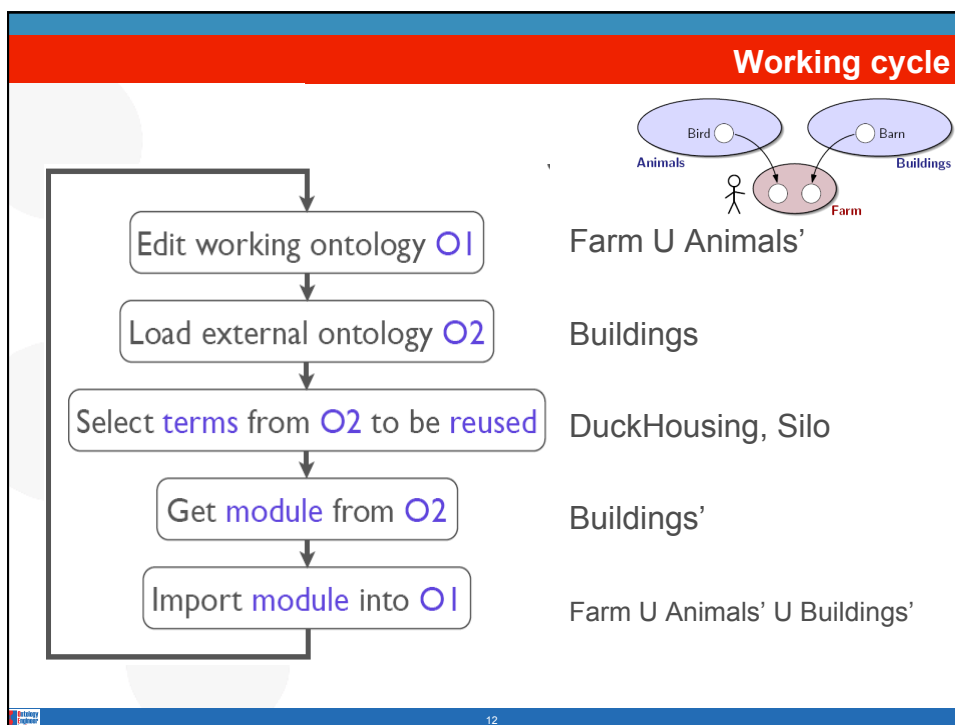 Working cycle
Bird
Barn
Animals
Buildings
Farm
Edit working ontology O1
Farm U Animals’
Load external ontology O2
Buildings
Select terms from O2 to be reused
DuckHousing, Silo
Get module from O2
Buildings’
Import module into O1
Farm U Animals’ U Buildings’
Ontology
Engineer
12